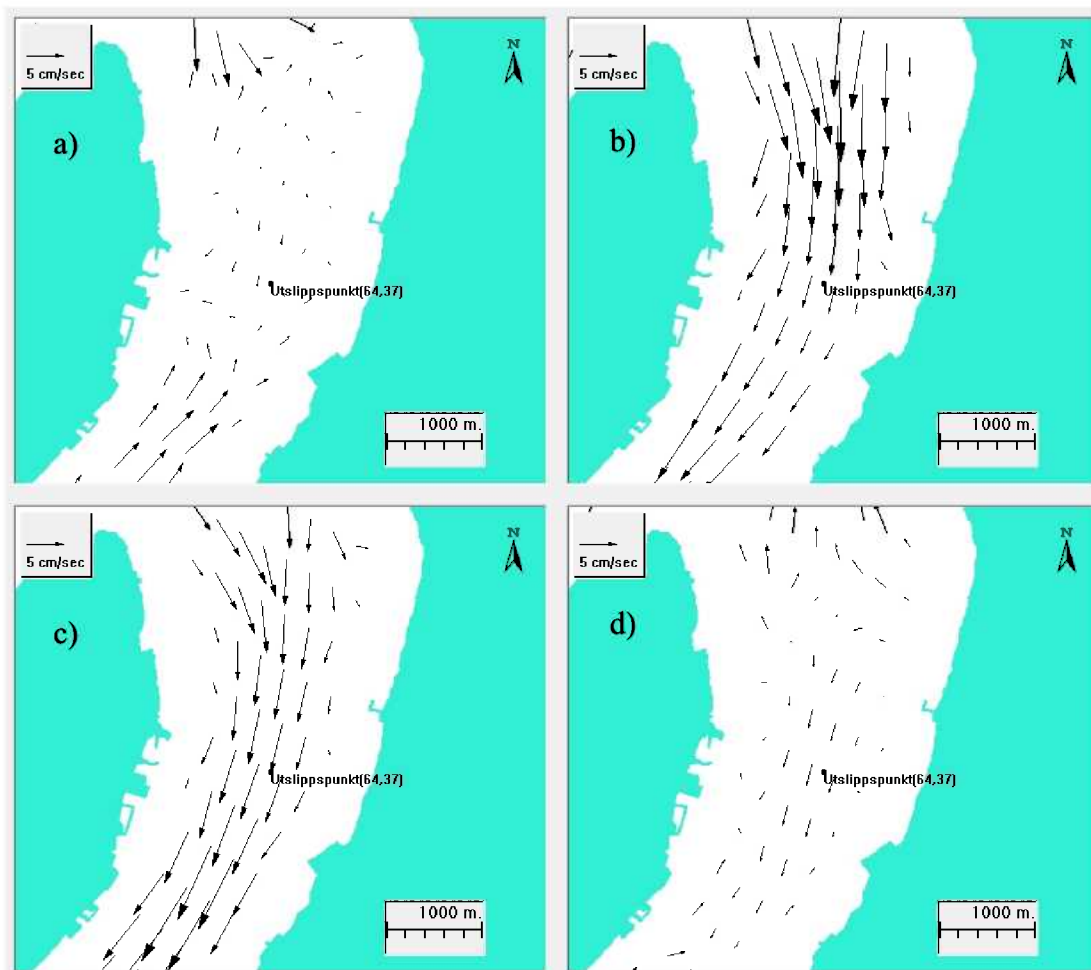 5 cm/sec
N
a)
Utslippspunkt(64,37)
1000 m.
5 cm/sec
N
b)
Utslippspunkt(64,37)
1000 m.
5 cm/sec
N
c)
Utslippspunkt(64,37)
1000 m.
5 cm/sec
N
d)
Utslippspunkt(64,37)
1000 m.